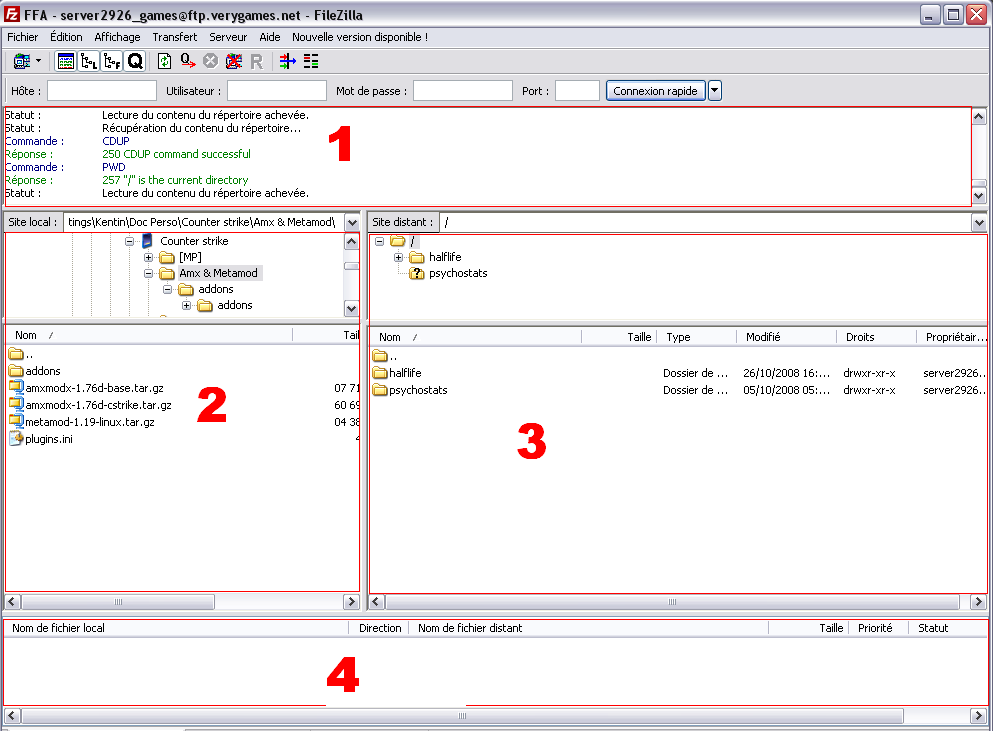 FFA - server2926_games@ftp.verygames.net - FileZilla
Fichier Édition Affichage Transfert Serveur Aide Nouvelle version disponible !
Hôte : Utilisateur : Mot de passe : Port : Connexion rapide
Statut : Lecture du contenu du répertoire achevée.
Statut : Récupération du contenu du répertoire...
Commande : CDUP
Réponse : 250 CDUP command successful
Commande : PWD
Réponse : 257 "/" is the current directory
Statut : Lecture du contenu du répertoire achevée.
1
Site local : tings\Kentin\Doc Perso\Counter strike\Amx & Metamod\
Counter strike
[MP]
Amx & Metamod
addons
addons
Nom / Tail
..
addons
amxmodx-1.76d-base.tar.gz 07 71
amxmodx-1.76d-cstrike.tar.gz 60 69
metamod-1.19-linux.tar.gz 04 38
plugins.ini 4
2
Site distant : /
/
halflife
psychostats
Nom / Taille Type Modifié Droits Propriétair...
..
halflife Dossier de ... 26/10/2008 16:... drwxr-xr-x server2926...
psychostats Dossier de ... 05/10/2008 05:... drwxr-xr-x server2926...
3
Nom de fichier local Direction Nom de fichier distant Taille Priorité Statut
4